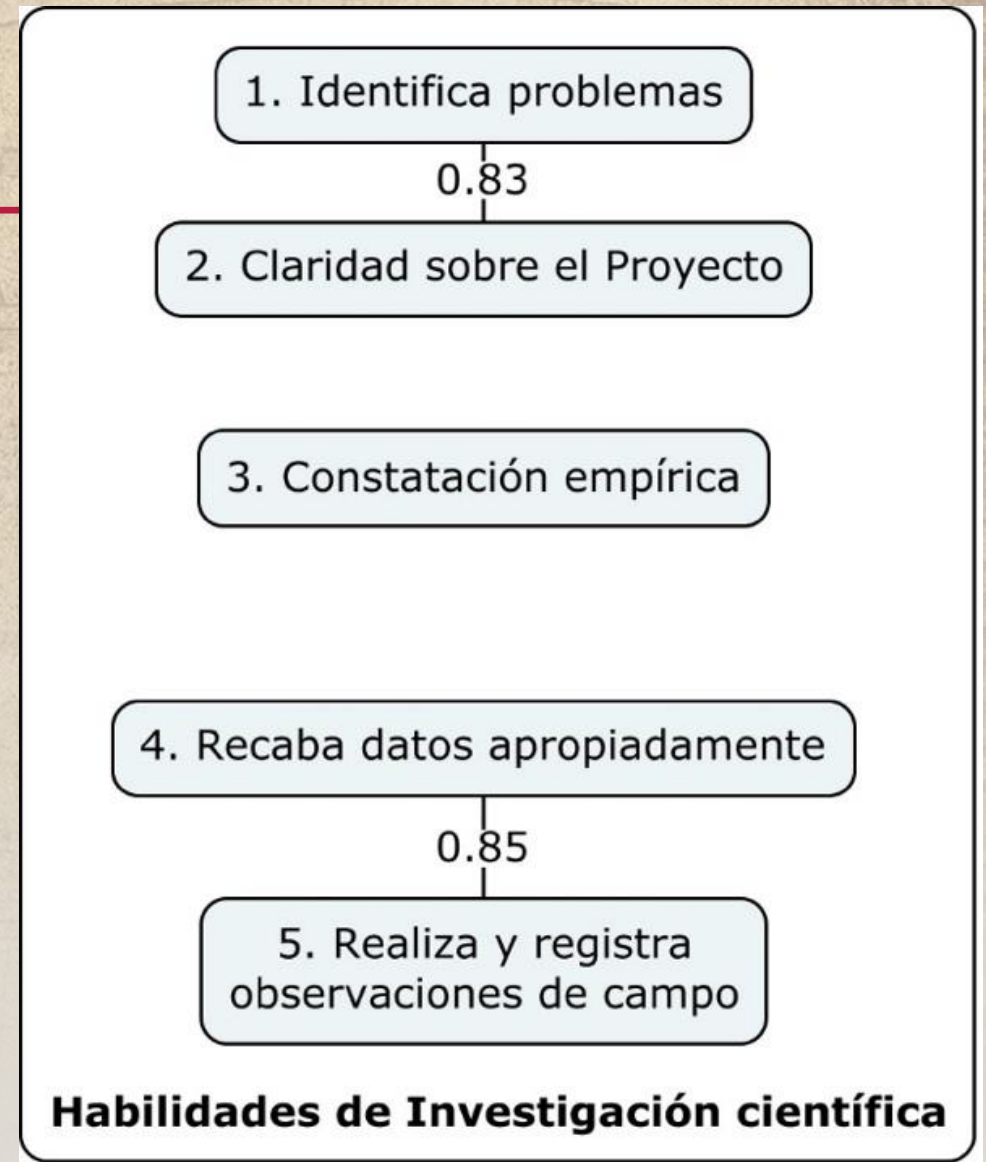 1. Identifica problemas
0.83
2. Claridad sobre el Proyecto
3. Constatación empírica
4. Recaba datos apropiadamente
0.85
5. Realiza y registra
observaciones de campo
Habilidades de Investigación científica